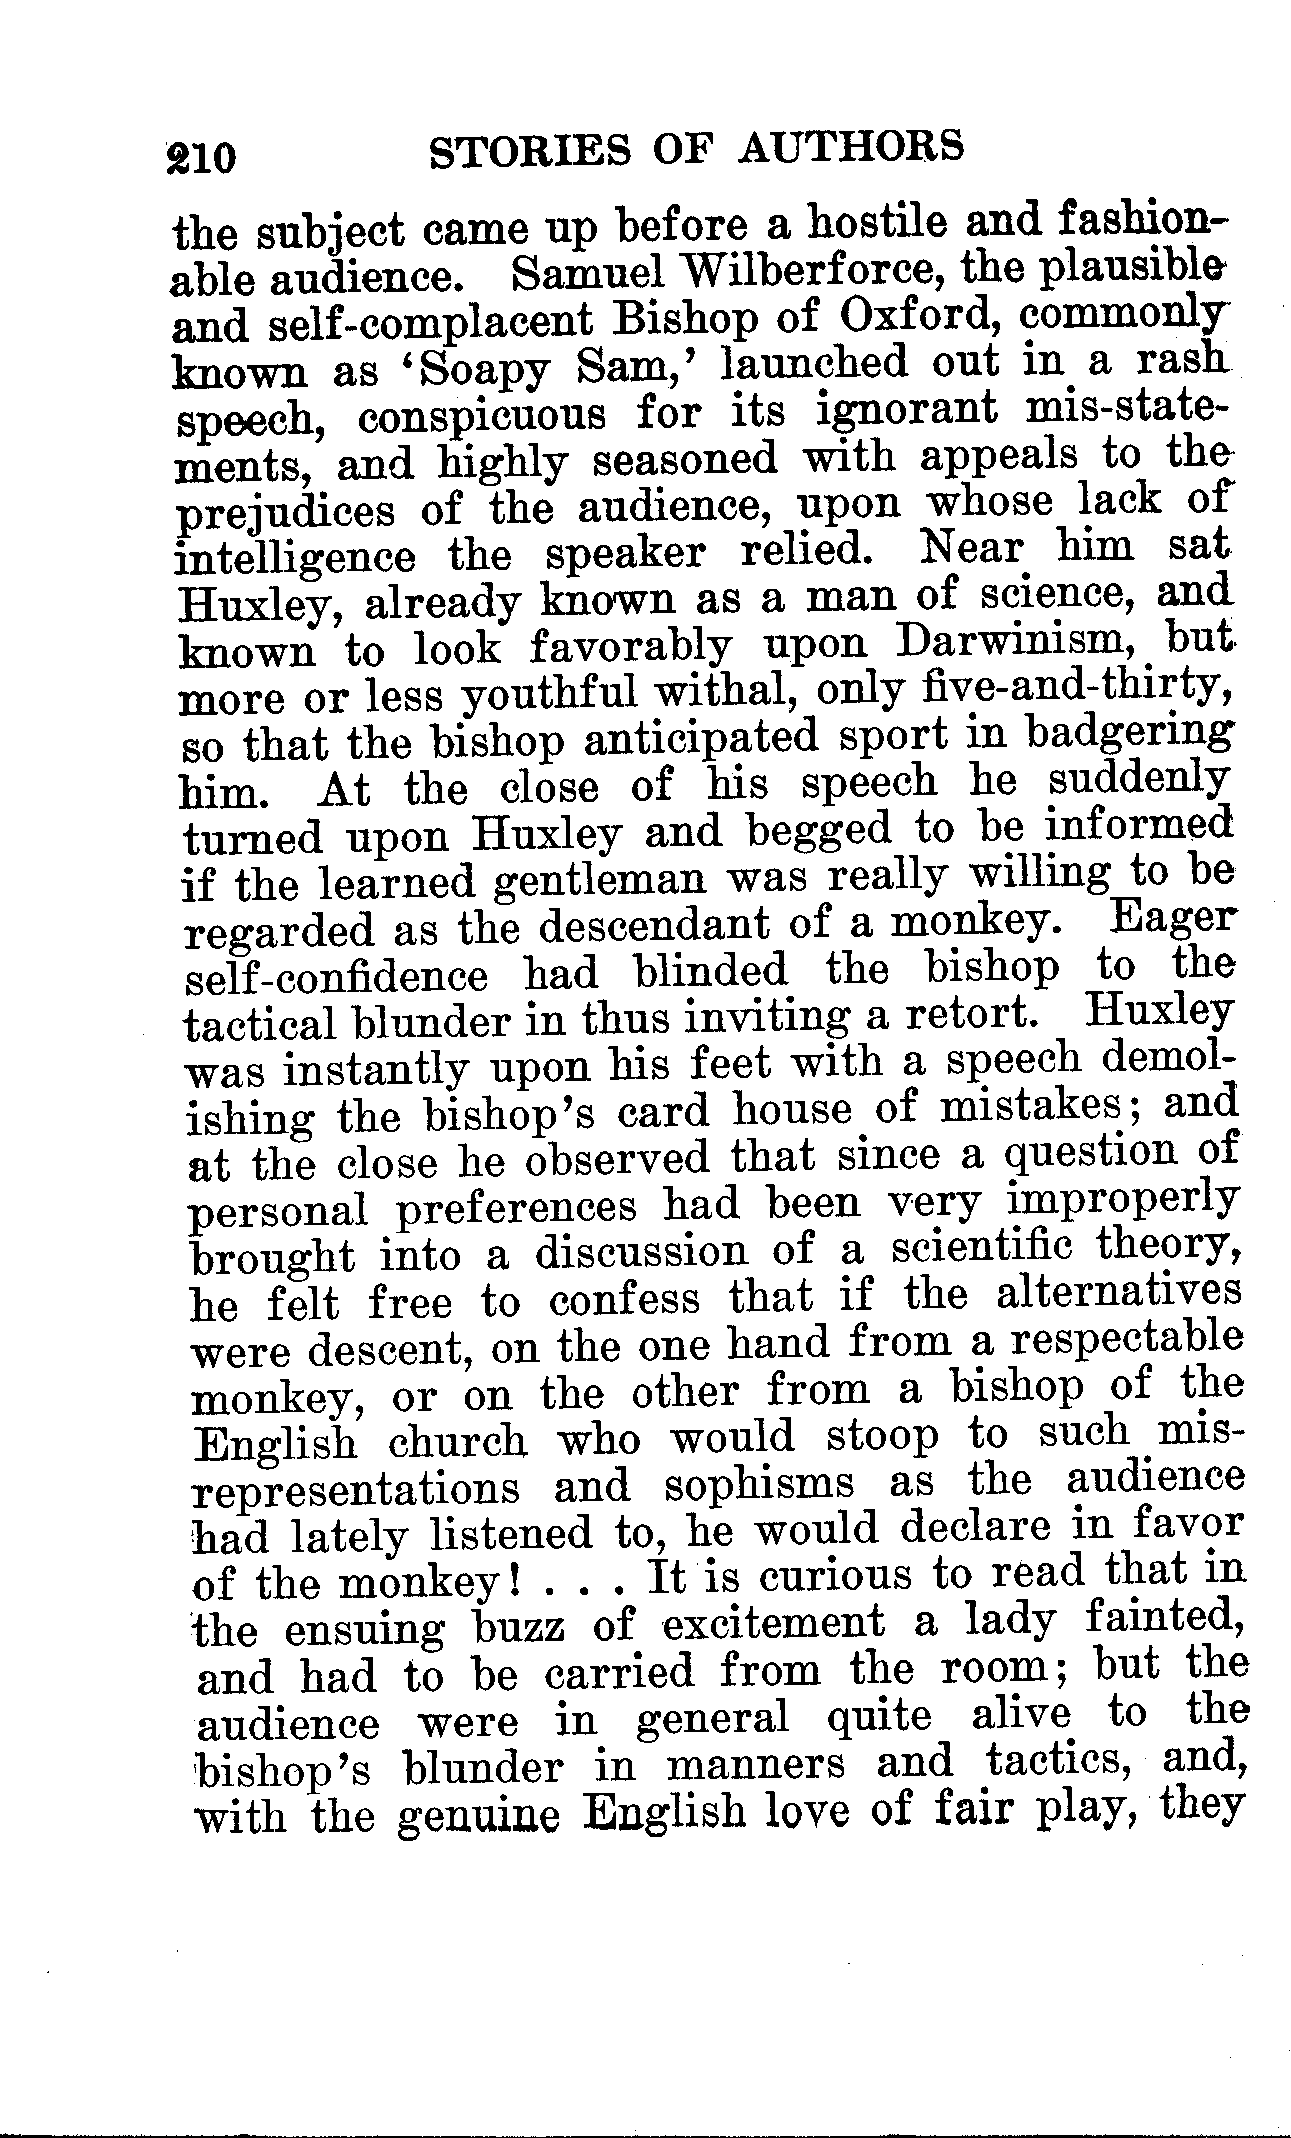 210 STORIES OF AUTHORS
the subject came up before a hostile and fashion-
able audience. Samuel Wilberforce, the plausible
and self-complacent Bishop of Oxford, commonly
known as ‘Soapy Sam,’ launched out in a rash
speech, conspicuous for its ignorant mis-state-
ments, and highly seasoned with appeals to the
prejudices of the audience, upon whose lack of
intelligence the speaker relied. Near him sat
Huxley, already known as a man of science, and
known to look favorably upon Darwinism, but
more or less youthful withal, only five-and-thirty,
so that the bishop anticipated sport in badgering
him. At the close of his speech he suddenly
turned upon Huxley and begged to be informed
if the learned gentleman was really willing to be
regarded as the descendant of a monkey. Eager
self-confidence had blinded the bishop to the
tactical blunder in thus inviting a retort. Huxley
was instantly upon his feet with a speech demol-
ishing the bishop’s card house of mistakes; and
at the close he observed that since a question of
personal preferences had been very improperly
brought into a discussion of a scientific theory,
he felt free to confess that if the alternatives
were descent, on the one hand from a respectable
monkey, or on the other from a bishop of the
English church who would stoop to such mis-
representations and sophisms as the audience
had lately listened to, he would declare in favor
of the monkey! . . . It is curious to read that in
the ensuing buzz of excitement a lady fainted,
and had to be carried from the room; but the
audience were in general quite alive to the
bishop’s blunder in manners and tactics, and,
with the genuine English love of fair play, they